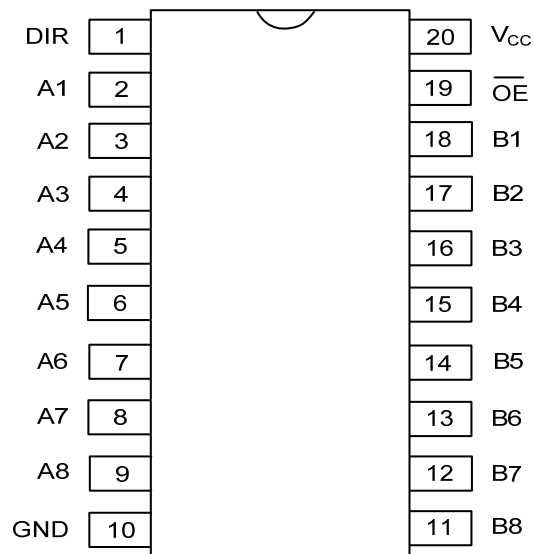 DIR 1 20 V_CC
A1 2 19 O̅E̅
A2 3 18 B1
A3 4 17 B2
A4 5 16 B3
A5 6 15 B4
A6 7 14 B5
A7 8 13 B6
A8 9 12 B7
GND 10 11 B8